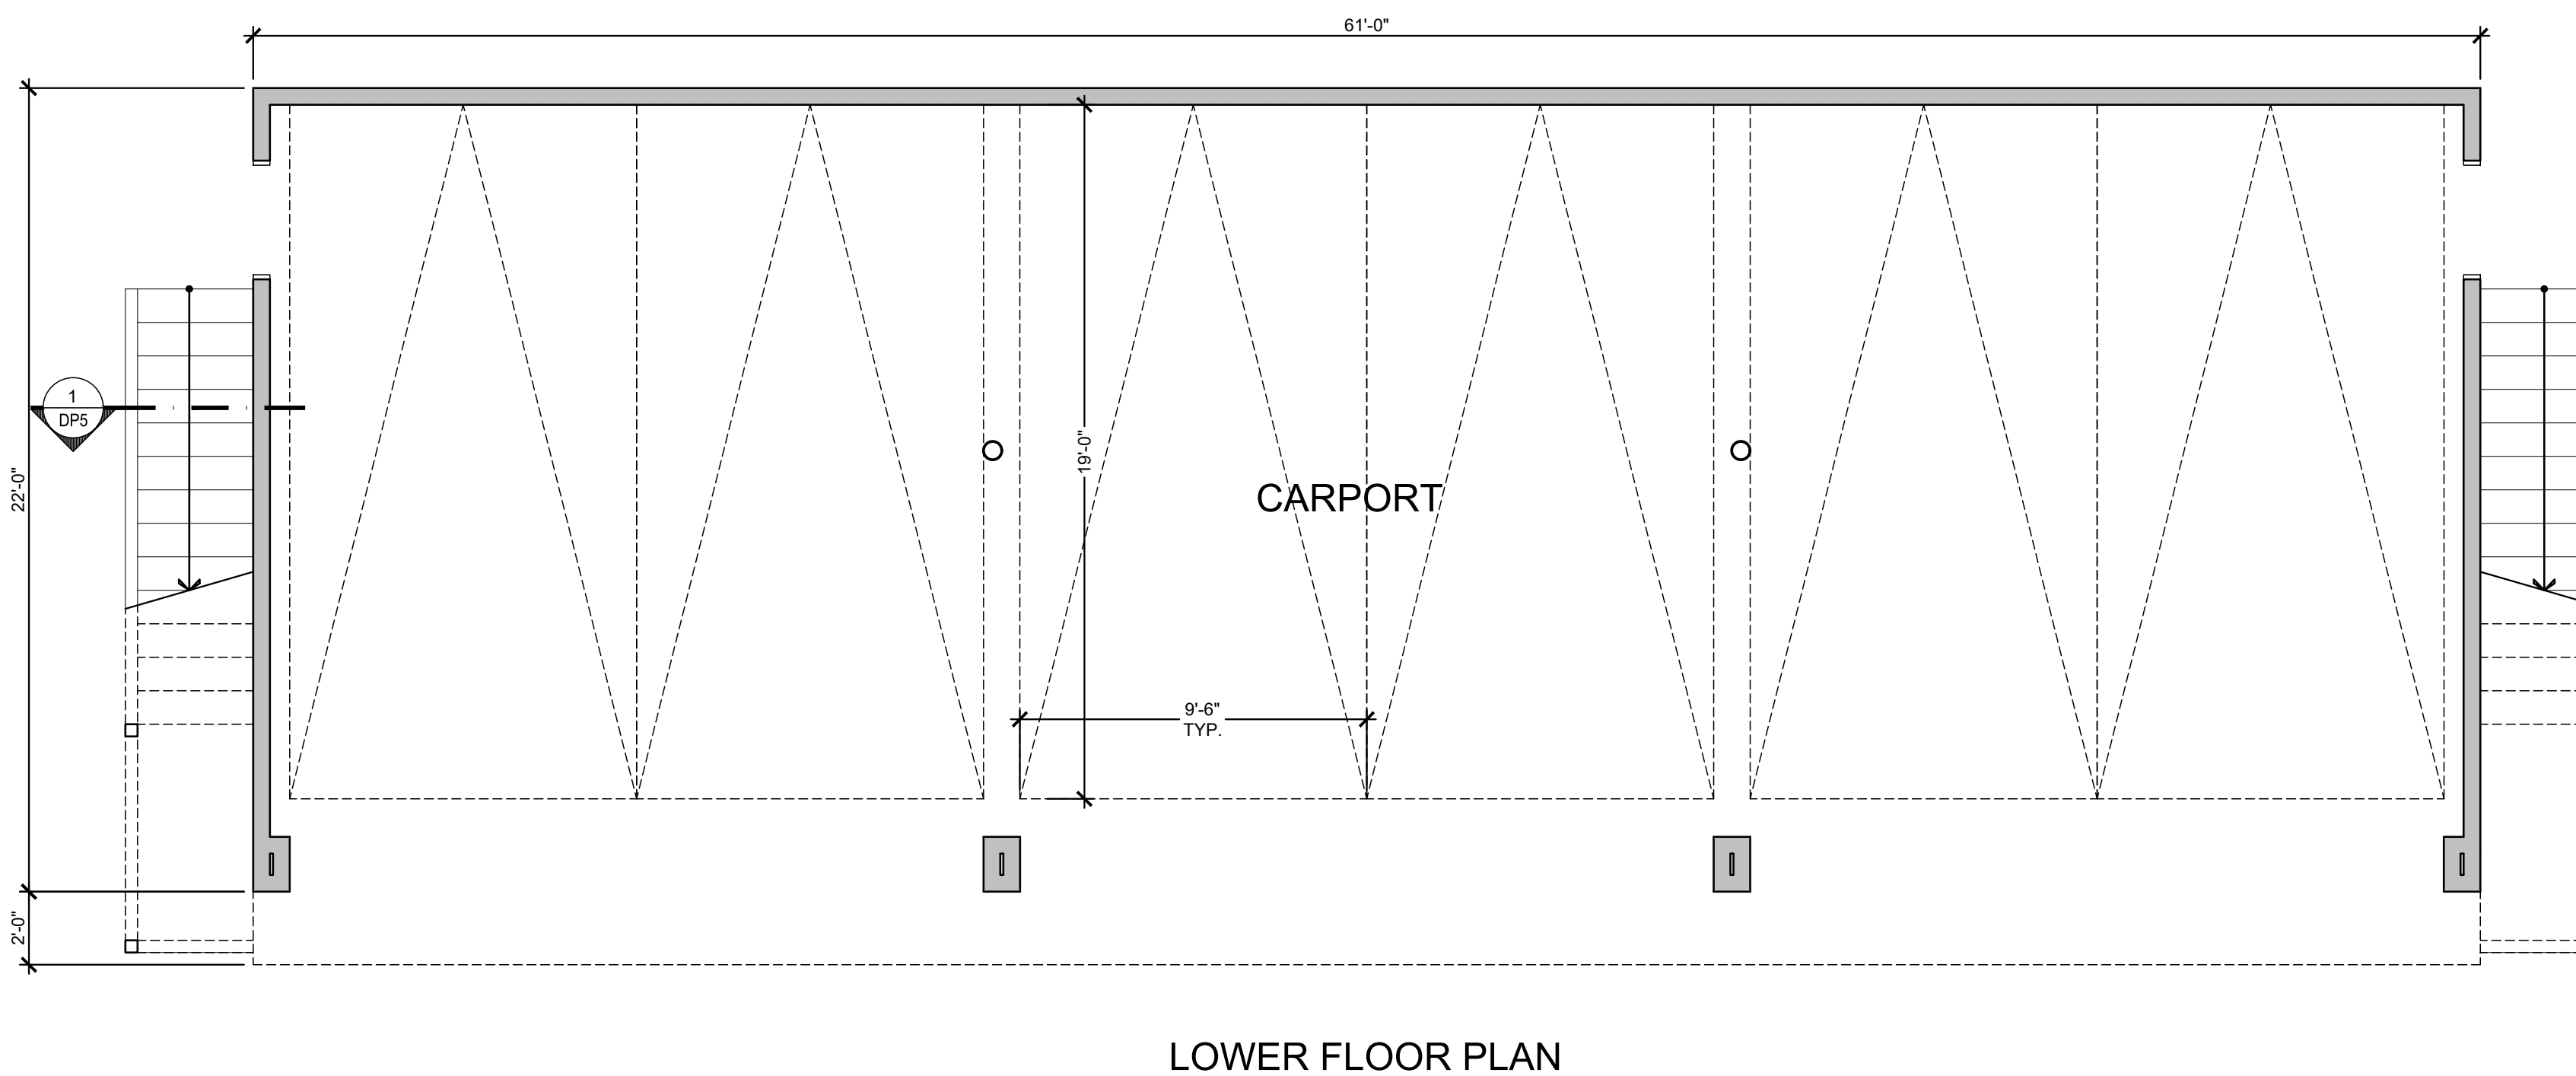 61'-0"
1
DP5
22'-0"
19'-0"
CARPORT
9'-6"
TYP.
2'-0"
LOWER FLOOR PLAN